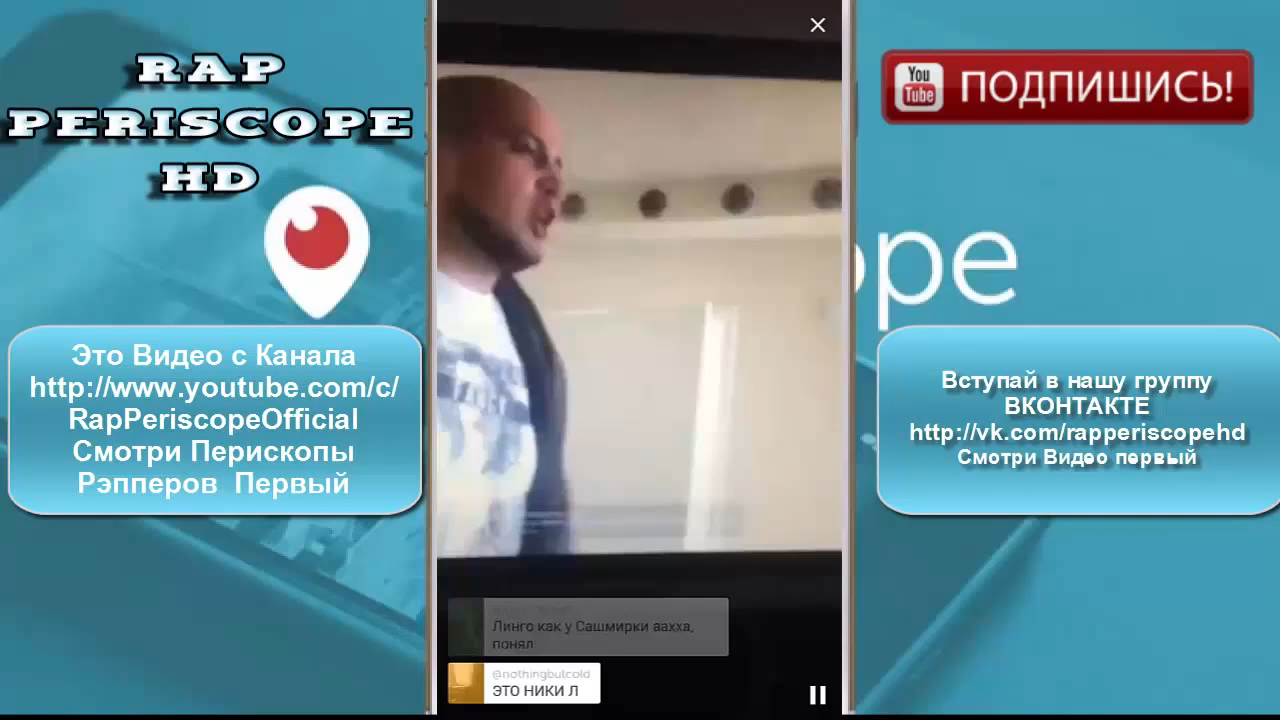 RAP
PERISCOPE
HD
Это Видео с Канала
http://www.youtube.com/c/
RapPeriscopeOfficial
Смотри Перископы
Рэпперов Первый
Линго как у Сашмирки аахха,
понял
@nothingbutcold
ЭТО НИКИ Л
You
Tube
ПОДПИШИСЬ!
ope
Вступай в нашу группу
ВКОНТАКТЕ
http://vk.com/rapperiscopehd
Смотри Видео первый